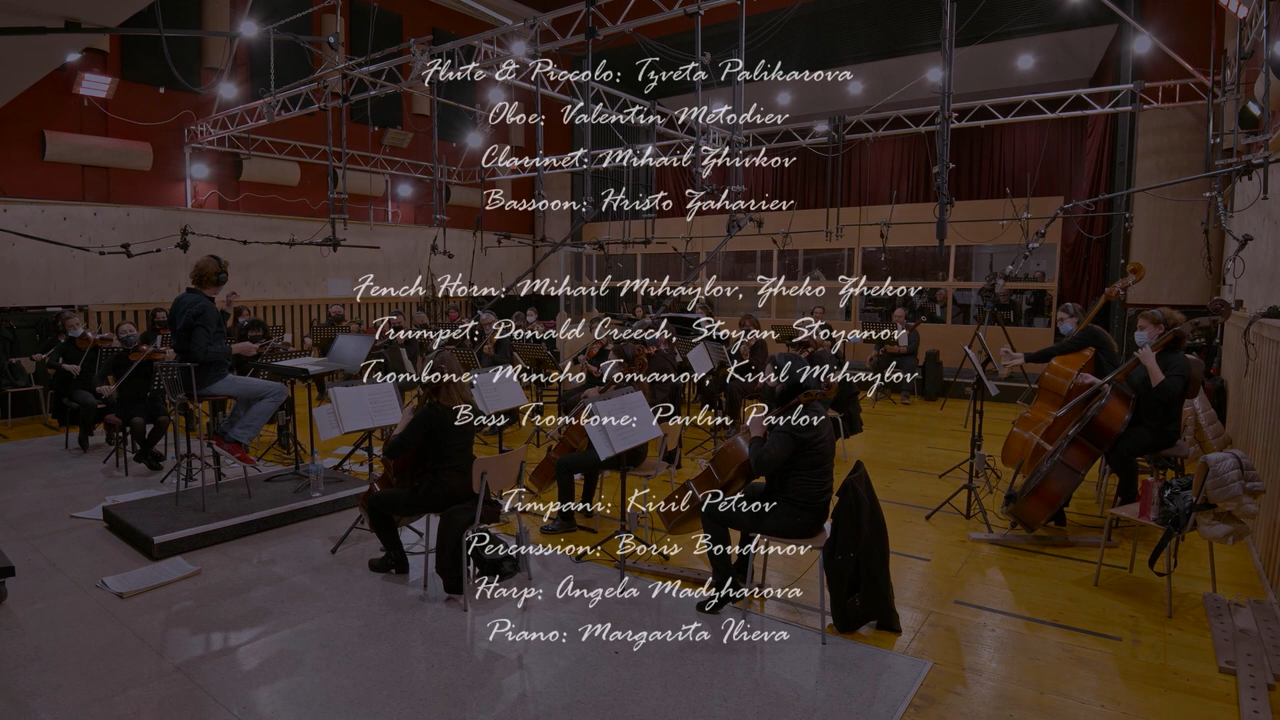 Flute & Piccolo: Tzveta Palikarova
Oboe: Valentin Metodiev
Clarinet: Mihail Zhivkov
Bassoon: Hristo Zahariev
Fench Horn: Mihail Mihaylov, Zheko Zhekov
Trumpet: Donald Creech, Stoyan Stoyanov
Trombone: Mincho Tomanov, Kiril Mihaylov
Bass Trombone: Pavlin Pavlov
Timpani: Kiril Petrov
Percussion: Boris Boudinov
Harp: Angela Madzharova
Piano: Margarita Ilieva